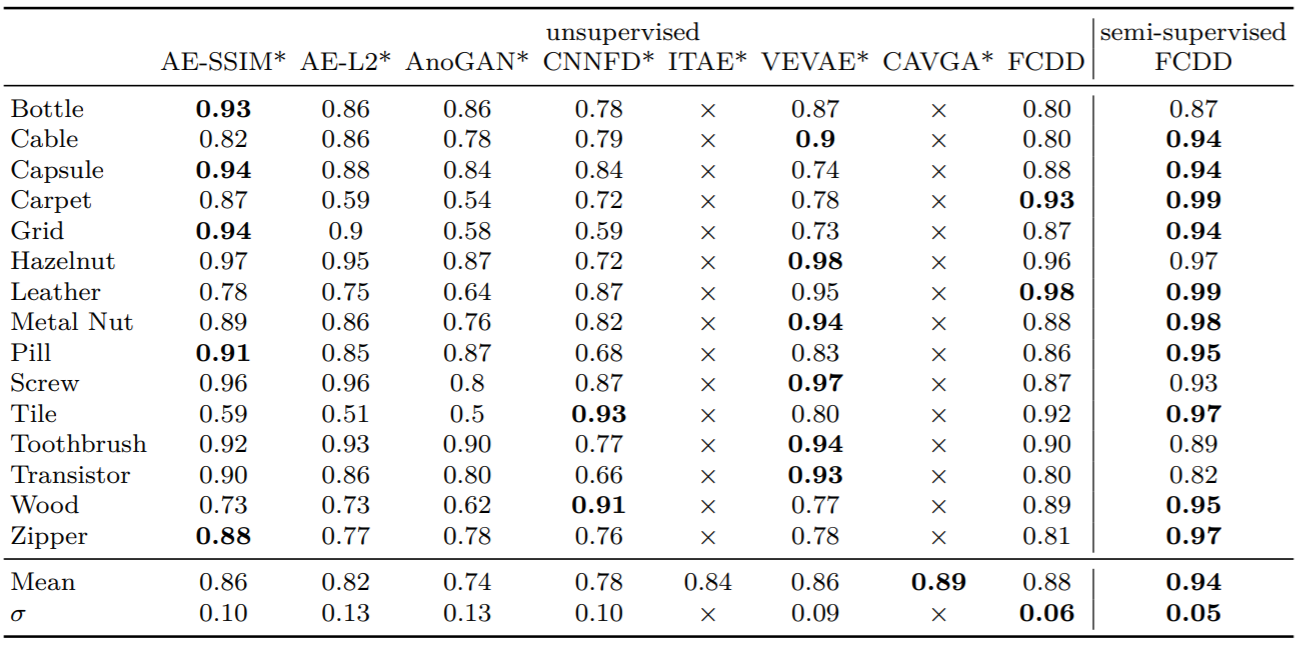 unsupervised semi-supervised
AE-SSIM* AE-L2* AnoGAN* CNNFD* ITAE* VEVAE* CAVGA* FCDD FCDD
Bottle 0.93 0.86 0.86 0.78 × 0.87 × 0.80 0.87
Cable 0.82 0.86 0.78 0.79 × 0.9 × 0.80 0.94
Capsule 0.94 0.88 0.84 0.84 × 0.74 × 0.88 0.94
Carpet 0.87 0.59 0.54 0.72 × 0.78 × 0.93 0.99
Grid 0.94 0.9 0.58 0.59 × 0.73 × 0.87 0.94
Hazelnut 0.97 0.95 0.87 0.72 × 0.98 × 0.96 0.97
Leather 0.78 0.75 0.64 0.87 × 0.95 × 0.98 0.99
Metal Nut 0.89 0.86 0.76 0.82 × 0.94 × 0.88 0.98
Pill 0.91 0.85 0.87 0.68 × 0.83 × 0.86 0.95
Screw 0.96 0.96 0.8 0.87 × 0.97 × 0.87 0.93
Tile 0.59 0.51 0.5 0.93 × 0.80 × 0.92 0.97
Toothbrush 0.92 0.93 0.90 0.77 × 0.94 × 0.90 0.89
Transistor 0.90 0.86 0.80 0.66 × 0.93 × 0.80 0.82
Wood 0.73 0.73 0.62 0.91 × 0.77 × 0.89 0.95
Zipper 0.88 0.77 0.78 0.76 × 0.78 × 0.81 0.97
Mean 0.86 0.82 0.74 0.78 0.84 0.86 0.89 0.88 0.94
σ 0.10 0.13 0.13 0.10 × 0.09 × 0.06 0.05